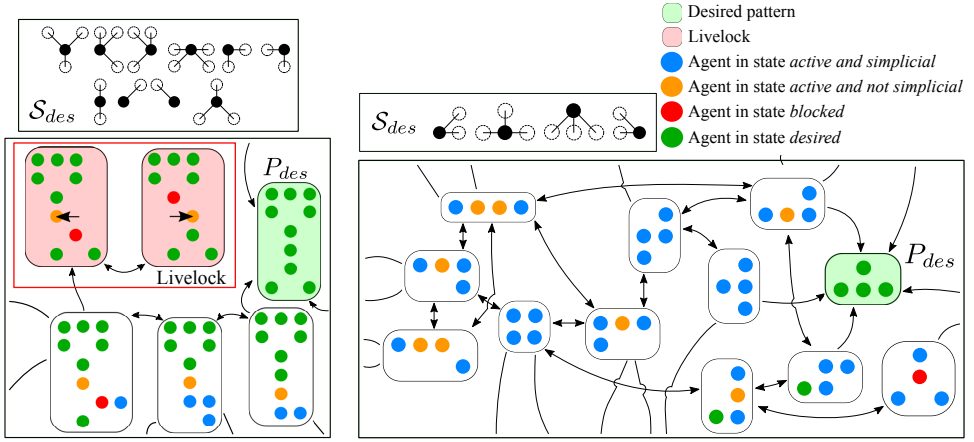 Desired pattern
Livelock
Agent in state active and simplicial
Agent in state active and not simplicial
Agent in state blocked
Agent in state desired
S_des
S_des
P_des
Livelock
P_des